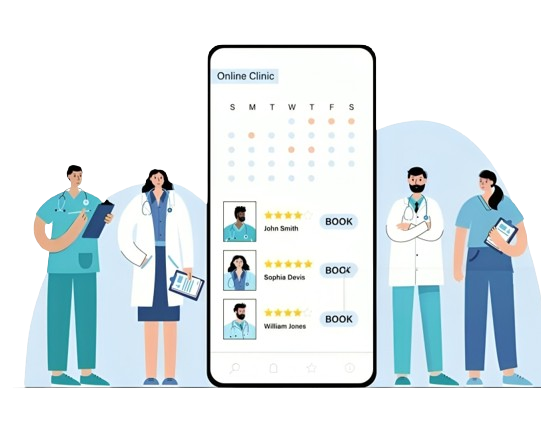 Online Clinic
S M T W T F S
BOOK
John Smith
BOOK
Sophia Devis
BOOK
William Jones